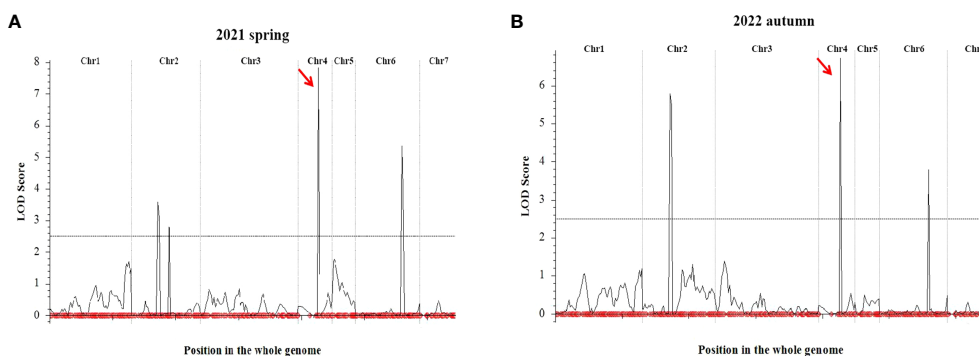 A
2021 spring
Chr1 Chr2 Chr3 Chr4 Chr5 Chr6 Chr7
8
7
6
5
4
3
2
1
0
LOD Score
Position in the whole genome
B
2022 autumn
Chr1 Chr2 Chr3 Chr4 Chr5 Chr6 Chr
6
5
4
3
2
1
0
LOD Score
Position in the whole genome